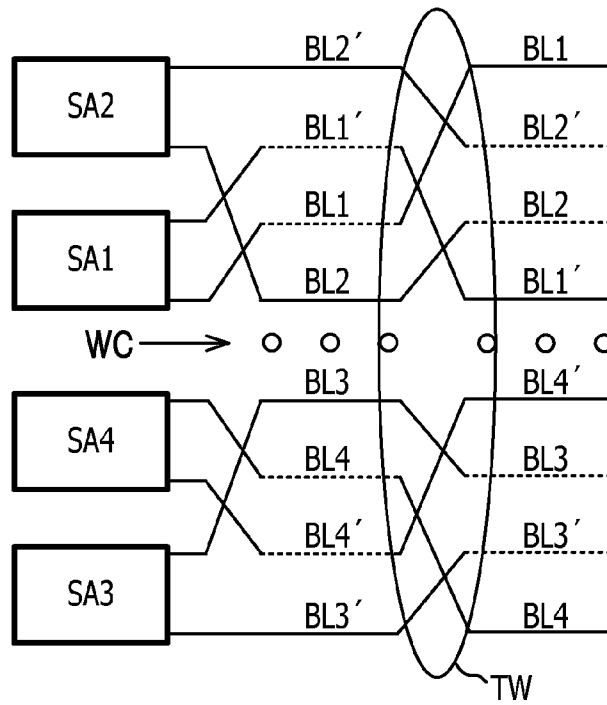 BL2′ BL1
SA2 BL1′ BL2′
SA1 BL1 BL2
BL2 BL1′
WC
BL3 BL4′
SA4 BL4 BL3
BL4′ BL3′
SA3
BL3′ BL4
TW